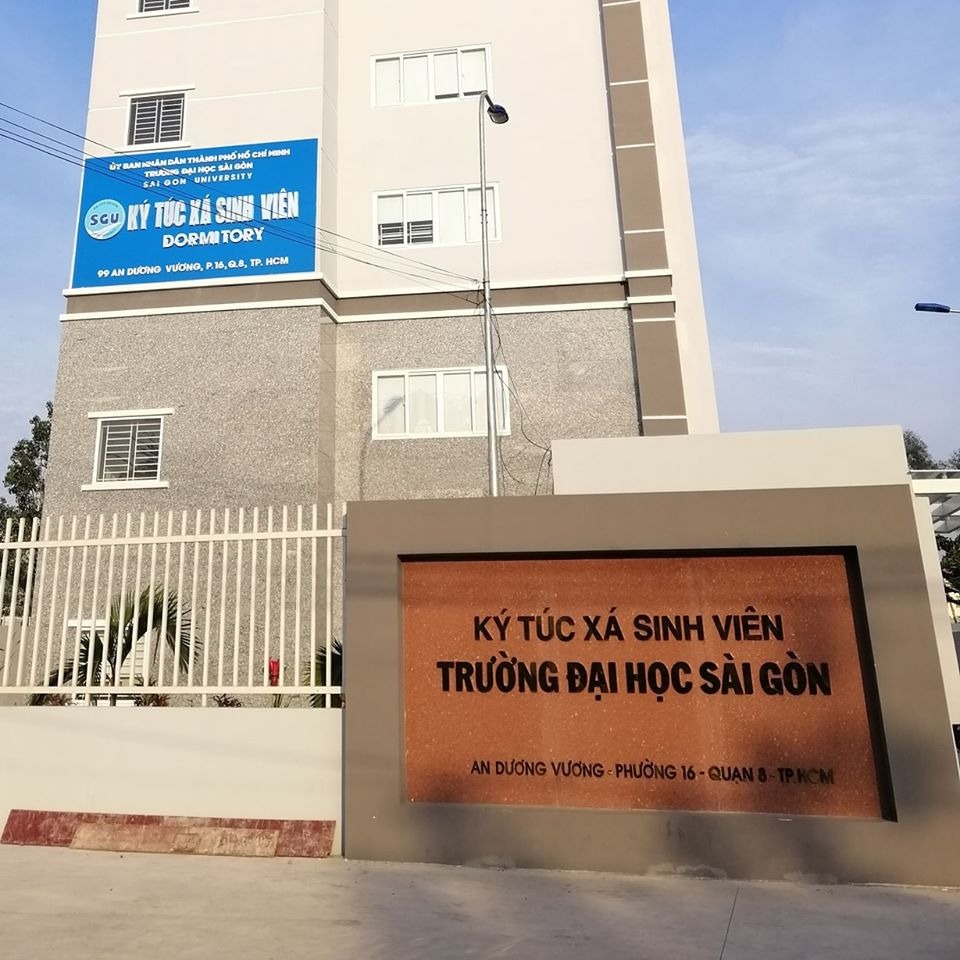 ỦY BAN NHÂN DÂN THÀNH PHỐ HỒ CHÍ MINH
TRƯỜNG ĐẠI HỌC SÀI GÒN
SAI GON UNIVERSITY
SGU
KÝ TÚC XÁ SINH VIÊN
DORMITORY
99 AN DƯƠNG VƯƠNG, P.16, Q.8, TP. HCM
KÝ TÚC XÁ SINH VIÊN
TRƯỜNG ĐẠI HỌC SÀI GÒN
AN DƯƠNG VƯƠNG - PHƯỜNG 16 - QUẬN 8 - TP.HCM